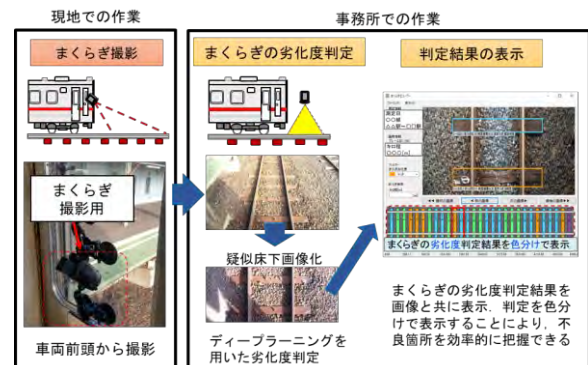 現地での作業
まくらぎ撮影
まくらぎ
撮影用
車両前頭から撮影
事務所での作業
まくらぎの劣化度判定
疑似床下画像化
ディープラーニングを
用いた劣化度判定
判定結果の表示
まくらぎの劣化度判定結果を色分けで表示
まくらぎの劣化度判定結果を
画像と共に表示．判定を色分
けで表示することにより，不
良箇所を効率的に把握できる